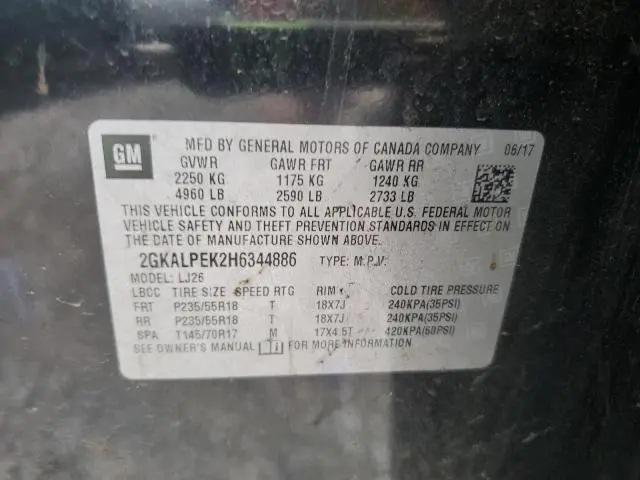 GM
MFD BY GENERAL MOTORS OF CANADA COMPANY 06/17
GVWR GAWR FRT GAWR RR
2250 KG 1175 KG 1240 KG
4960 LB 2590 LB 2733 LB
THIS VEHICLE CONFORMS TO ALL APPLICABLE U.S. FEDERAL MOTOR
VEHICLE SAFETY AND THEFT PREVENTION STANDARDS IN EFFECT ON
THE DATE OF MANUFACTURE SHOWN ABOVE.
2GKALPEK2H6344886 TYPE: M.P.V.
MODEL: LJ26
LBCC TIRE SIZE SPEED RTG RIM COLD TIRE PRESSURE
FRT P235/55R18 T 18X7J 240KPA(35PSI)
RR P235/55R18 T 18X7J 240KPA(35PSI)
SPA T145/70R17 M 17X4.5T 420KPA(60PSI)
SEE OWNER'S MANUAL FOR MORE INFORMATION